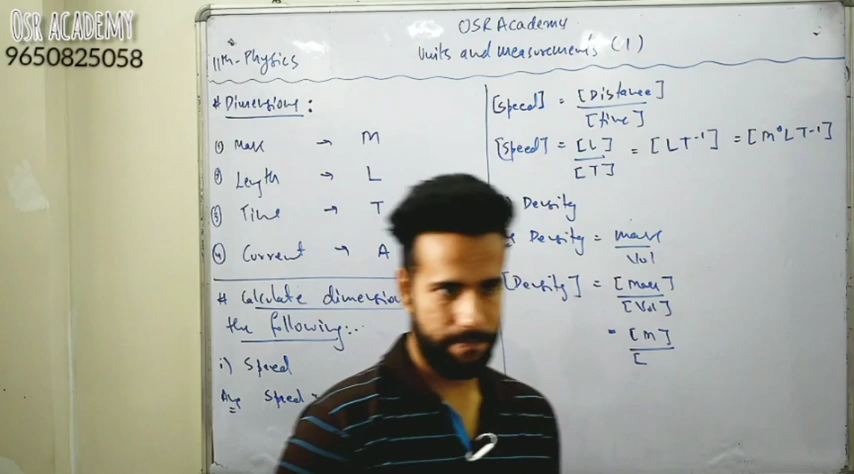 OSR ACADEMY
9650825058
OSR Academy
Units and measurements (1)
11th-Physics
# Dimensions:
① Mass → M
② Length → L
③ Time → T
④ Current → A
# Calculate dimension
the following:-
i) Speed
Avg Speed =
[speed] = [Distance]
[time]
[speed] = [L] = [LT⁻¹] = [M⁰LT⁻¹]
[T]
Density
Density = mass
Vol
[Density] = [Mass]
[Vol]
= [M]
[